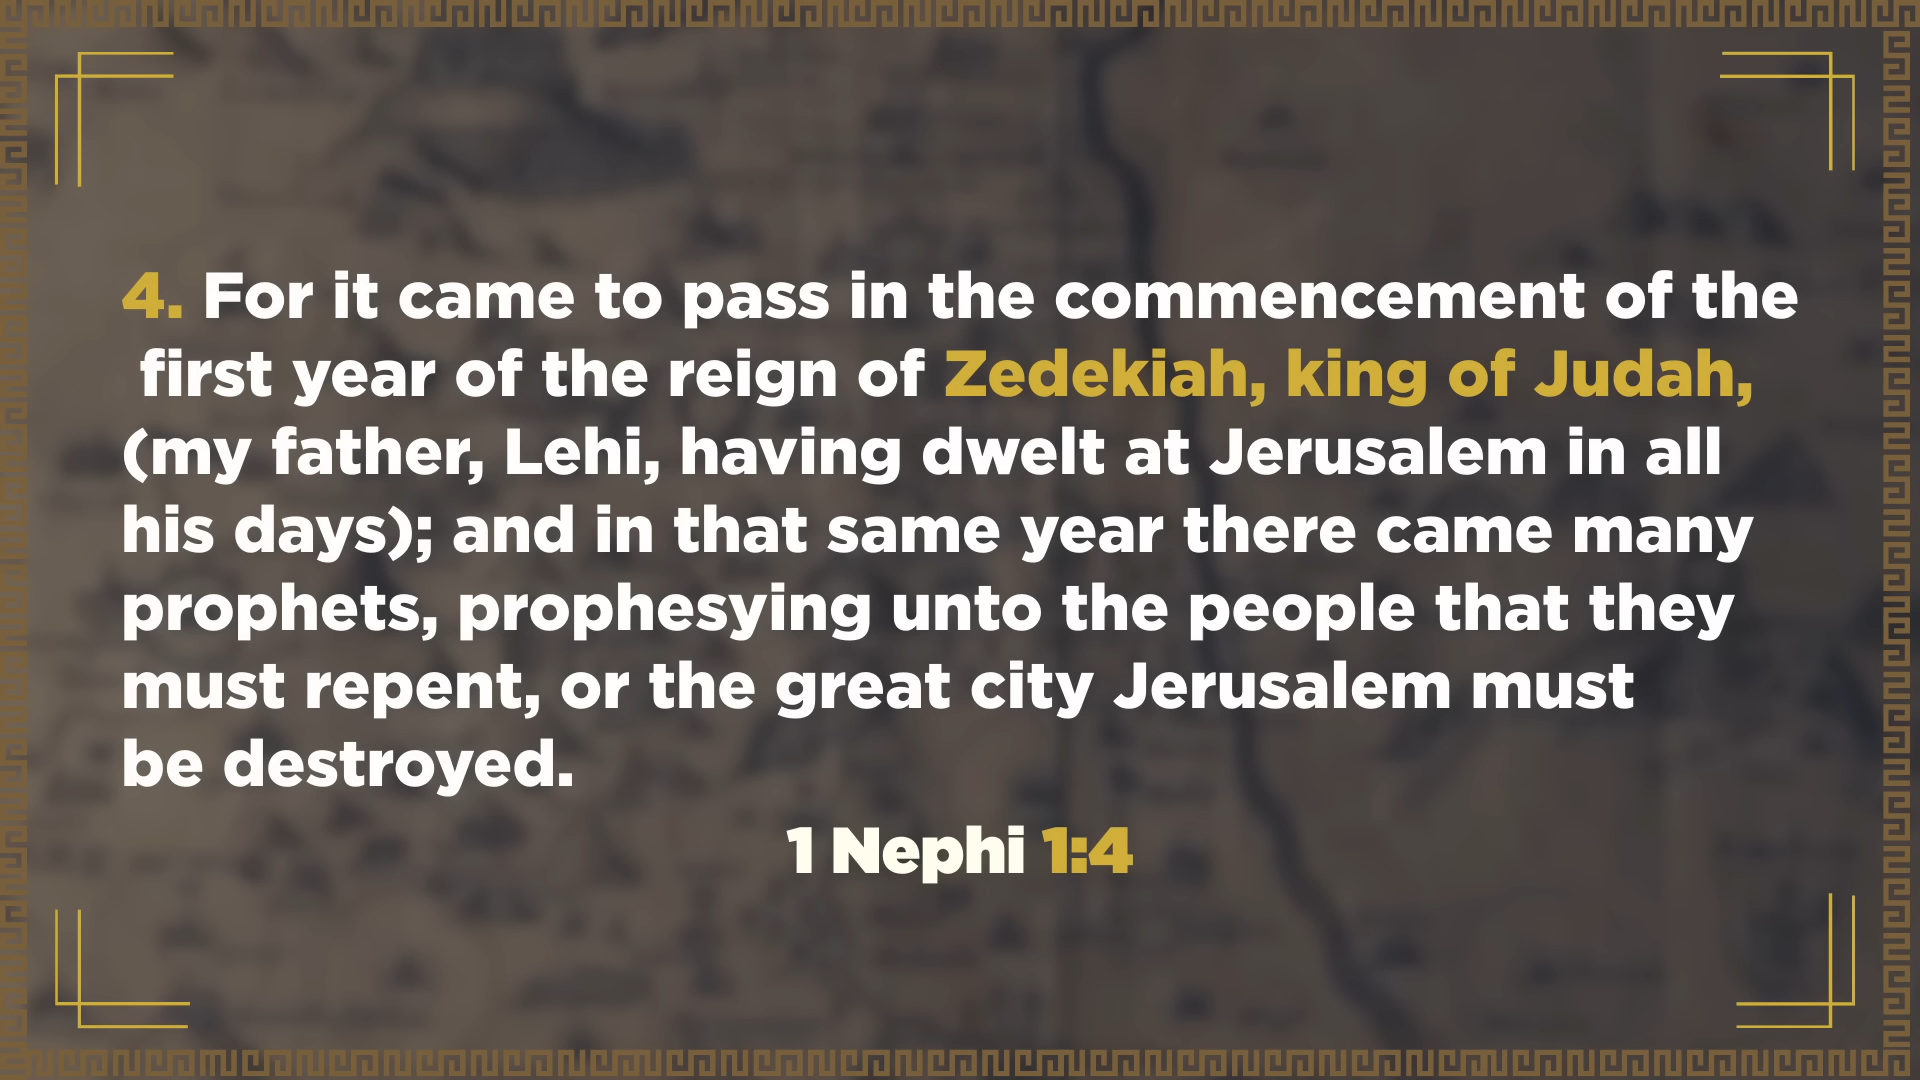 4. For it came to pass in the commencement of the
first year of the reign of Zedekiah, king of Judah,
(my father, Lehi, having dwelt at Jerusalem in all
his days); and in that same year there came many
prophets, prophesying unto the people that they
must repent, or the great city Jerusalem must
be destroyed.
1 Nephi 1:4